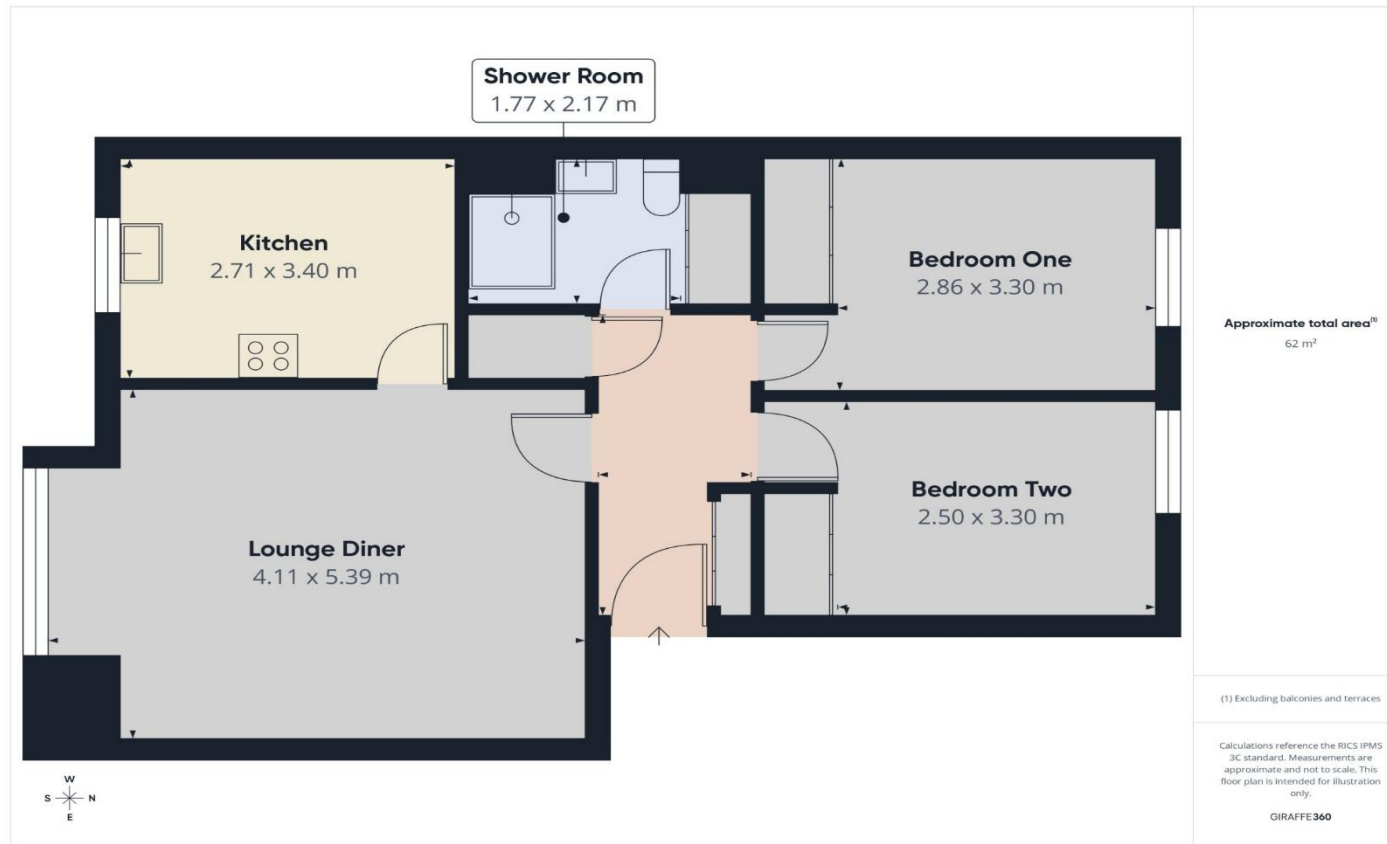 Shower Room
1.77 x 2.17 m
Kitchen
2.71 x 3.40 m
Bedroom One
2.86 x 3.30 m
Approximate total area(1)
62 m²
Bedroom Two
2.50 x 3.30 m
Lounge Diner
4.11 x 5.39 m
(1) Excluding balconies and terraces
Calculations reference the RICS IPMS
3C standard. Measurements are
approximate and not to scale. This
floor plan is intended for illustration
only.
GIRAFFE360
W
S N
E